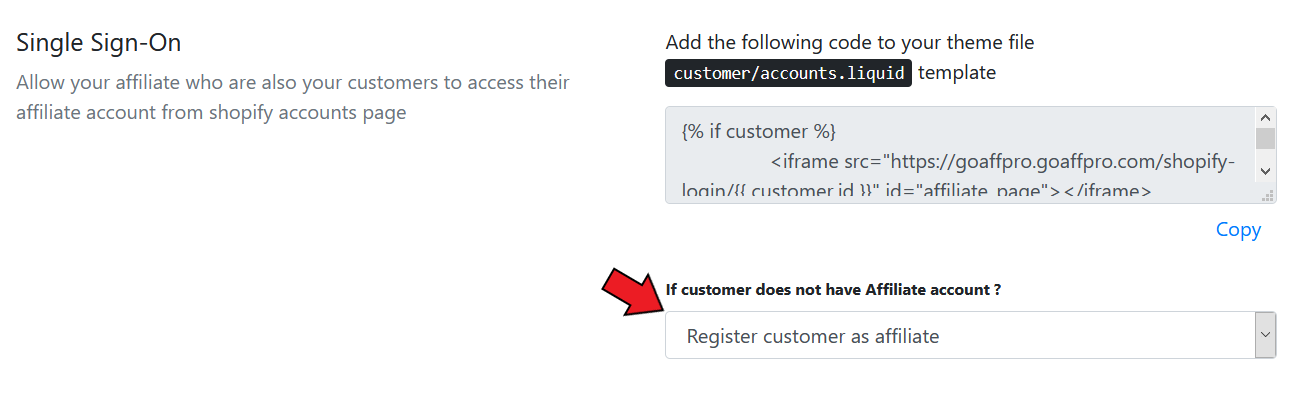 Single Sign-On
Allow your affiliate who are also your customers to access their
affiliate account from shopify accounts page
Add the following code to your theme file
customer/accounts.liquid template
{% if customer %}
<iframe src="https://goaffpro.goaffpro.com/shopify-
login/{{ customer.id }}" id="affiliate_page"></iframe>
Copy
If customer does not have Affiliate account ?
Register customer as affiliate